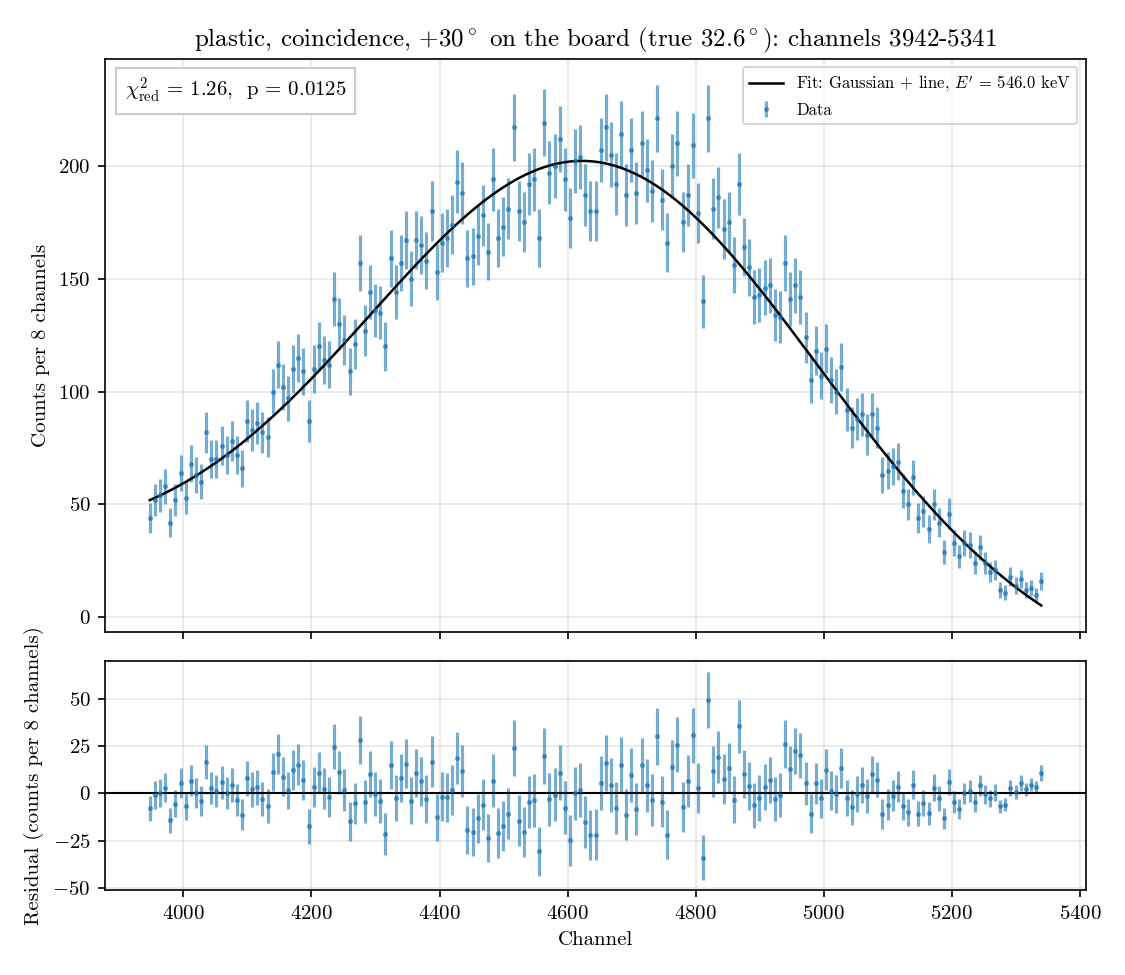 plastic, coincidence, +30° on the board (true 32.6°): channels 3942-5341
χ²red = 1.26, p = 0.0125
Fit: Gaussian + line, E′ = 546.0 keV
Data
Counts per 8 channels
200
150
100
50
0
Residual (counts per 8 channels)
50
25
0
−25
−50
4000 4200 4400 4600 4800 5000 5200 5400
Channel